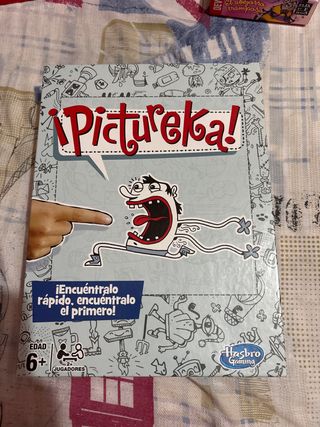 ¡PICTUREKA!
¡Encuéntralo
rápido, encuéntralo
el primero!
EDAD
6+
JUGADORES
Hasbro
Gaming